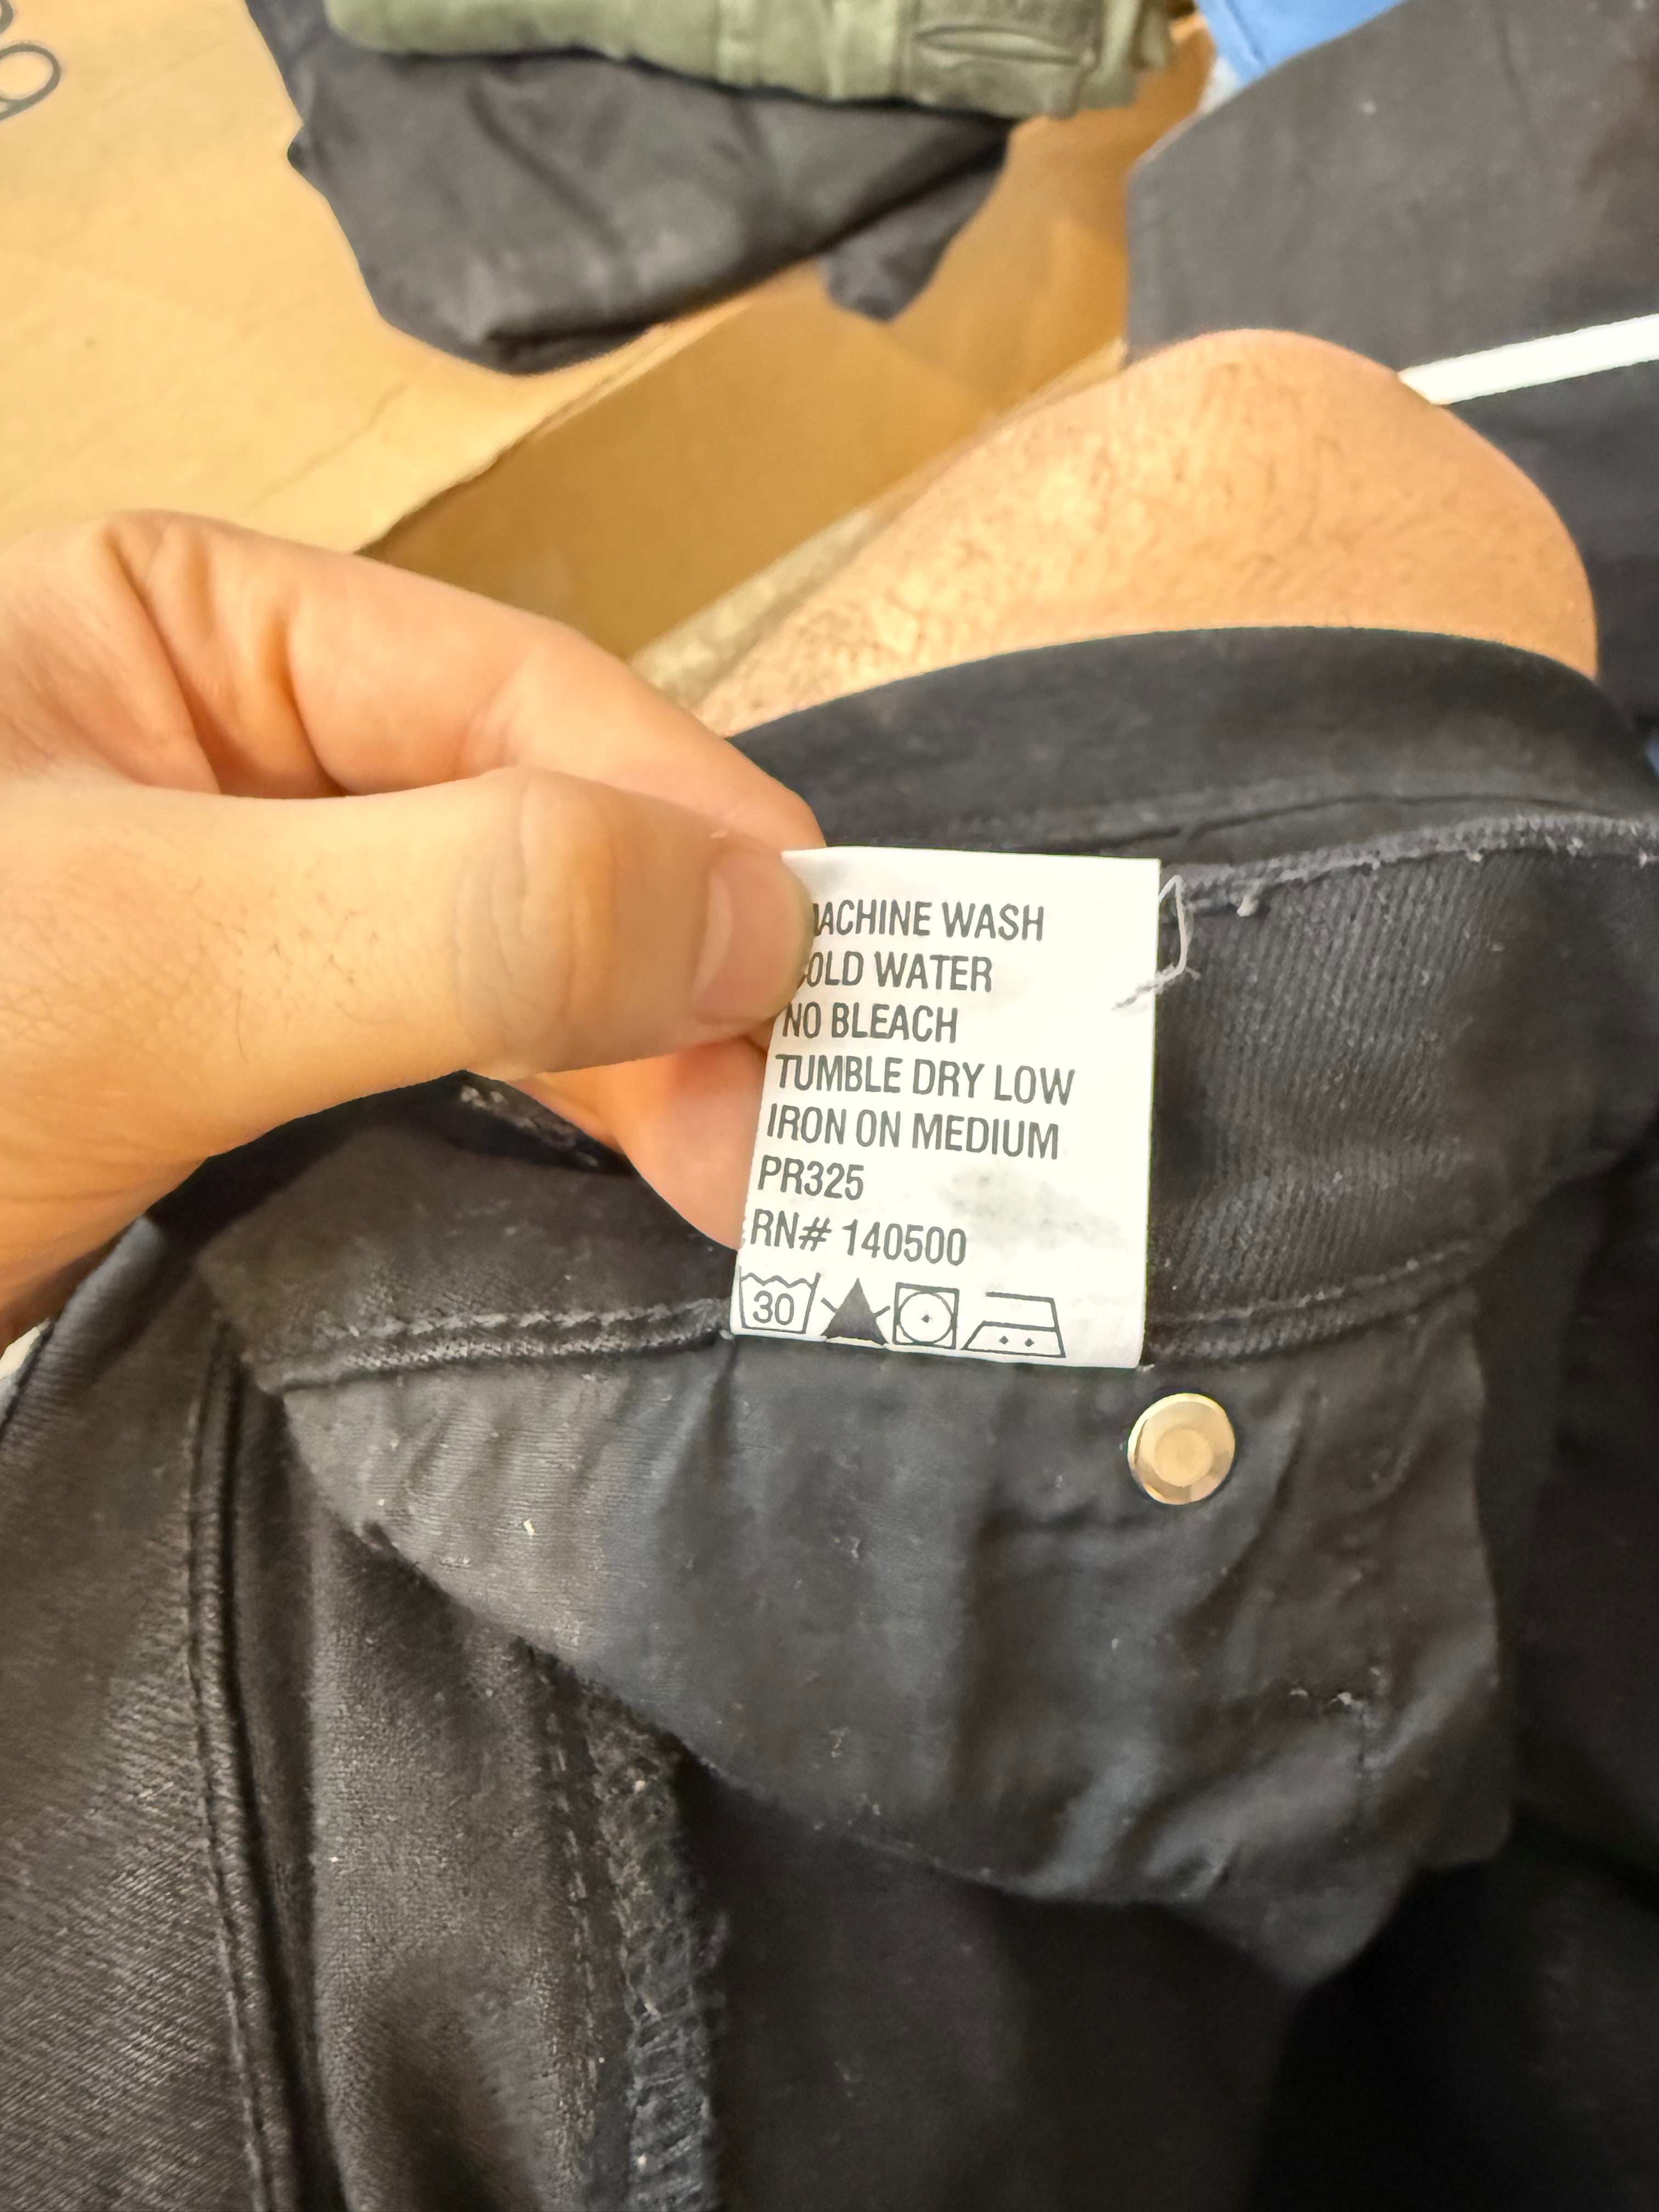 MACHINE WASH
COLD WATER
NO BLEACH
TUMBLE DRY LOW
IRON ON MEDIUM
PR325
RN# 140500
30